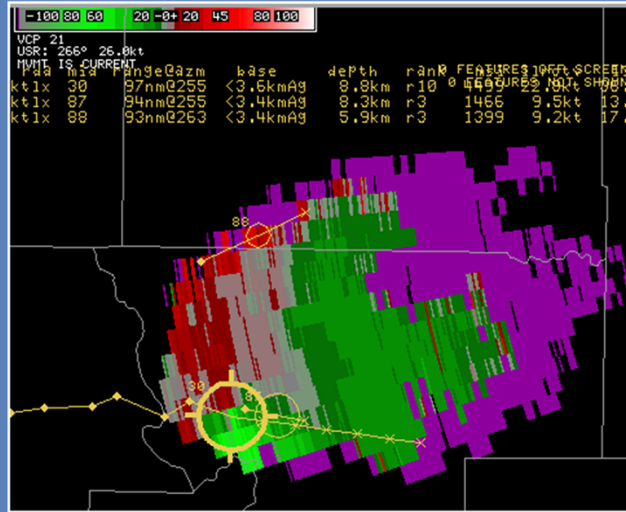 -100 80 60 20 -0+ 20 45 80 100
VCP 21
USR: 266° 26.0kt
MVMT IS CURRENT
0 FEATURES OFF SCREEN
0 FEATURES NOT SHOWN
mid range@azm base depth rank
ktlx 30 97nm@255 <3.6kmAg 8.8km r10
ktlx 87 94nm@255 <3.4kmAg 8.3km r3 1466 9.5kt 13.
ktlx 88 93nm@263 <3.4kmAg 5.9km r3 1399 9.2kt 17.
88
30